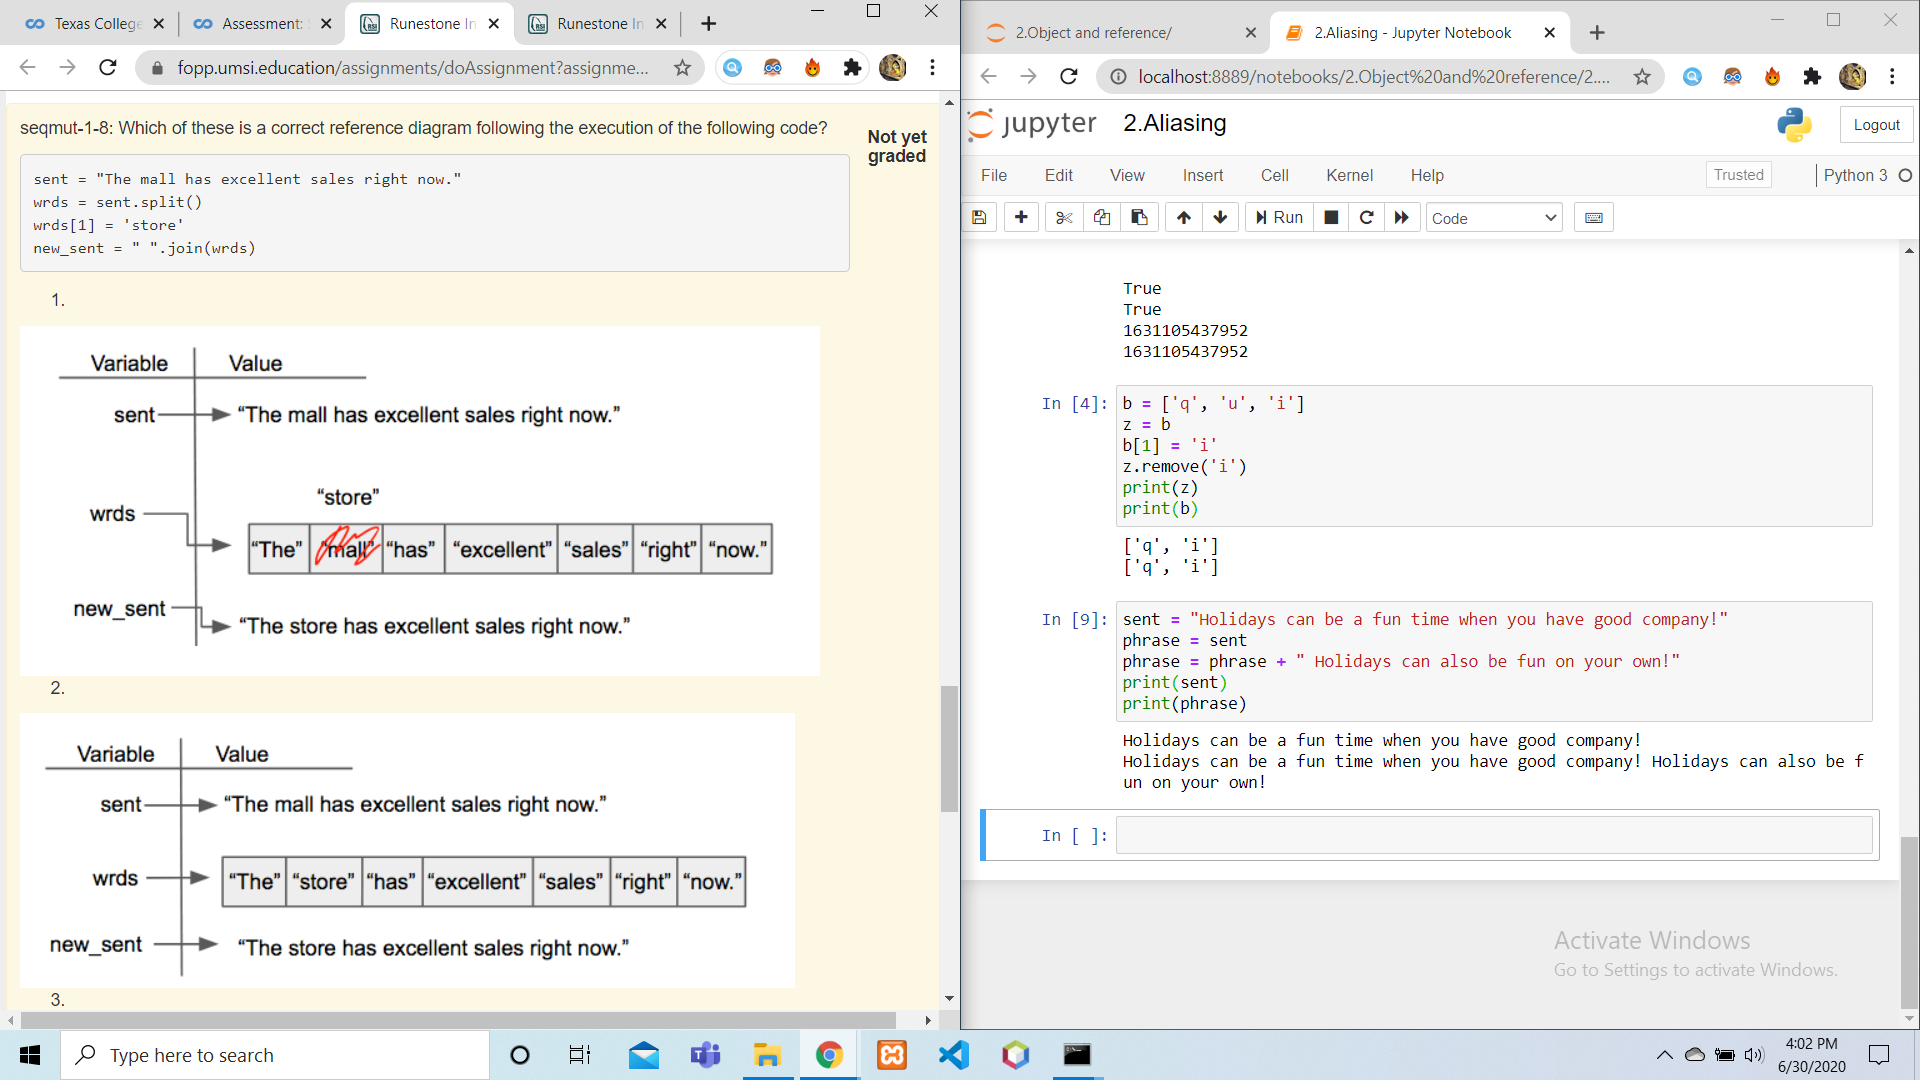 Texas College
Assessment:
Runestone In
Runestone In
fopp.umsi.education/assignments/doAssignment?assignme...
seqmut-1-8: Which of these is a correct reference diagram following the execution of the following code?
Not yet
graded
sent = "The mall has excellent sales right now."
wrds = sent.split()
wrds[1] = 'store'
new_sent = " ".join(wrds)
1.
Variable Value
sent “The mall has excellent sales right now.”
“store”
wrds
“The” “mall” “has” “excellent” “sales” “right” “now.”
new_sent
“The store has excellent sales right now.”
2.
Variable Value
sent “The mall has excellent sales right now.”
wrds “The” “store” “has” “excellent” “sales” “right” “now.”
new_sent “The store has excellent sales right now.”
3.
2.Object and reference/
2.Aliasing - Jupyter Notebook
localhost:8889/notebooks/2.Object%20and%20reference/2....
jupyter 2.Aliasing
Logout
File Edit View Insert Cell Kernel Help
Trusted
Python 3
Run
Code
True
True
1631105437952
1631105437952
In [4]: b = ['q', 'u', 'i']
z = b
b[1] = 'i'
z.remove('i')
print(z)
print(b)
['q', 'i']
['q', 'i']
In [9]: sent = "Holidays can be a fun time when you have good company!"
phrase = sent
phrase = phrase + " Holidays can also be fun on your own!"
print(sent)
print(phrase)
Holidays can be a fun time when you have good company!
Holidays can be a fun time when you have good company! Holidays can also be f
un on your own!
In [ ]:
Activate Windows
Go to Settings to activate Windows.
Type here to search
4:02 PM
6/30/2020